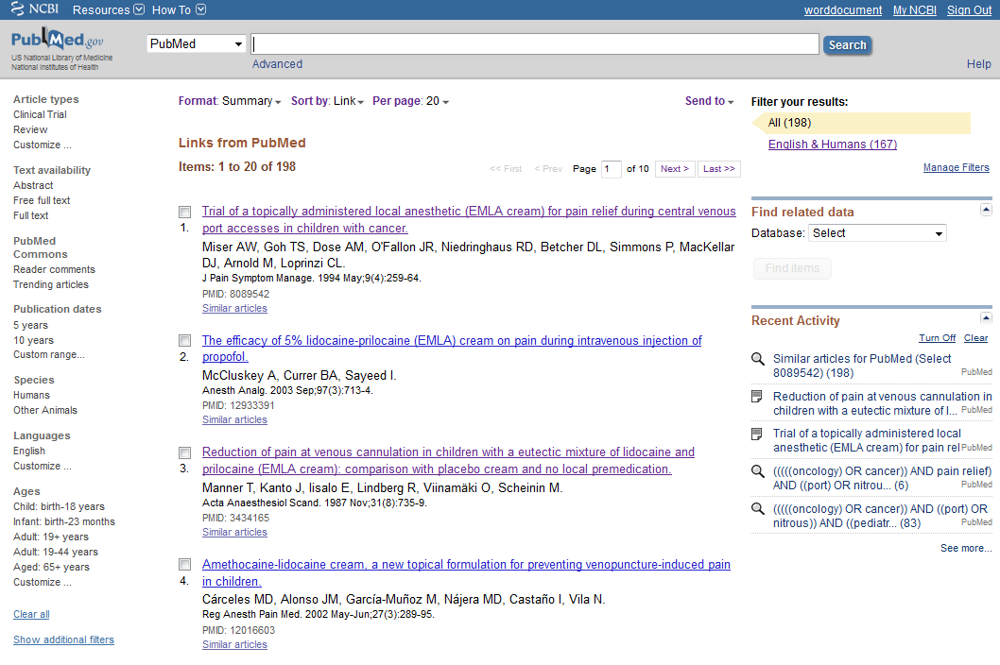 NCBI Resources How To worddocument My NCBI Sign Out
PubMed.gov
US National Library of Medicine
National Institutes of Health
PubMed
Search
Advanced
Help
Article types
Clinical Trial
Review
Customize ...
Text availability
Abstract
Free full text
Full text
PubMed
Commons
Reader comments
Trending articles
Publication dates
5 years
10 years
Custom range...
Species
Humans
Other Animals
Languages
English
Customize ...
Ages
Child: birth-18 years
Infant: birth-23 months
Adult: 19+ years
Adult: 19-44 years
Aged: 65+ years
Customize ...
Clear all
Show additional filters
Format: Summary Sort by: Link Per page: 20 Send to
Links from PubMed
Items: 1 to 20 of 198
<< First < Prev Page 1 of 10 Next > Last >>
Trial of a topically administered local anesthetic (EMLA cream) for pain relief during central venous
1. port accesses in children with cancer.
Miser AW, Goh TS, Dose AM, O'Fallon JR, Niedringhaus RD, Betcher DL, Simmons P, MacKellar
DJ, Arnold M, Loprinzi CL.
J Pain Symptom Manage. 1994 May;9(4):259-64.
PMID: 8089542
Similar articles
The efficacy of 5% lidocaine-prilocaine (EMLA) cream on pain during intravenous injection of
2. propofol.
McCluskey A, Currer BA, Sayeed I.
Anesth Analg. 2003 Sep;97(3):713-4.
PMID: 12933391
Similar articles
Reduction of pain at venous cannulation in children with a eutectic mixture of lidocaine and
3. prilocaine (EMLA cream): comparison with placebo cream and no local premedication.
Manner T, Kanto J, Iisalo E, Lindberg R, Viinamäki O, Scheinin M.
Acta Anaesthesiol Scand. 1987 Nov;31(8):735-9.
PMID: 3434165
Similar articles
Amethocaine-lidocaine cream, a new topical formulation for preventing venopuncture-induced pain
4. in children.
Cárceles MD, Alonso JM, García-Muñoz M, Nájera MD, Castaño I, Vila N.
Reg Anesth Pain Med. 2002 May-Jun;27(3):289-95.
PMID: 12016603
Similar articles
Filter your results:
All (198)
English & Humans (167)
Manage Filters
Find related data
Database: Select
Find items
Recent Activity
Turn Off Clear
Similar articles for PubMed (Select
8089542) (198) PubMed
Reduction of pain at venous cannulation in
children with a eutectic mixture of l... PubMed
Trial of a topically administered local
anesthetic (EMLA cream) for pain rel PubMed
(((((oncology) OR cancer)) AND pain relief)
AND ((port) OR nitrou... (6) PubMed
(((((oncology) OR cancer)) AND ((port) OR
nitrous)) AND ((pediatr... (83) PubMed
See more...